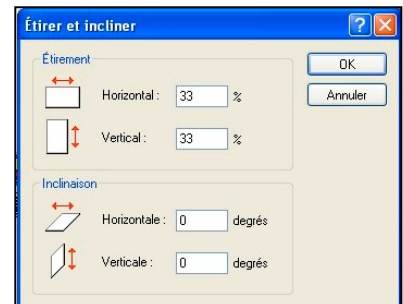 Étirer et incliner
Étirement
OK
Horizontal : 33 %
Annuler
Vertical : 33 %
Inclinaison
Horizontale : 0 degrés
Verticale : 0 degrés